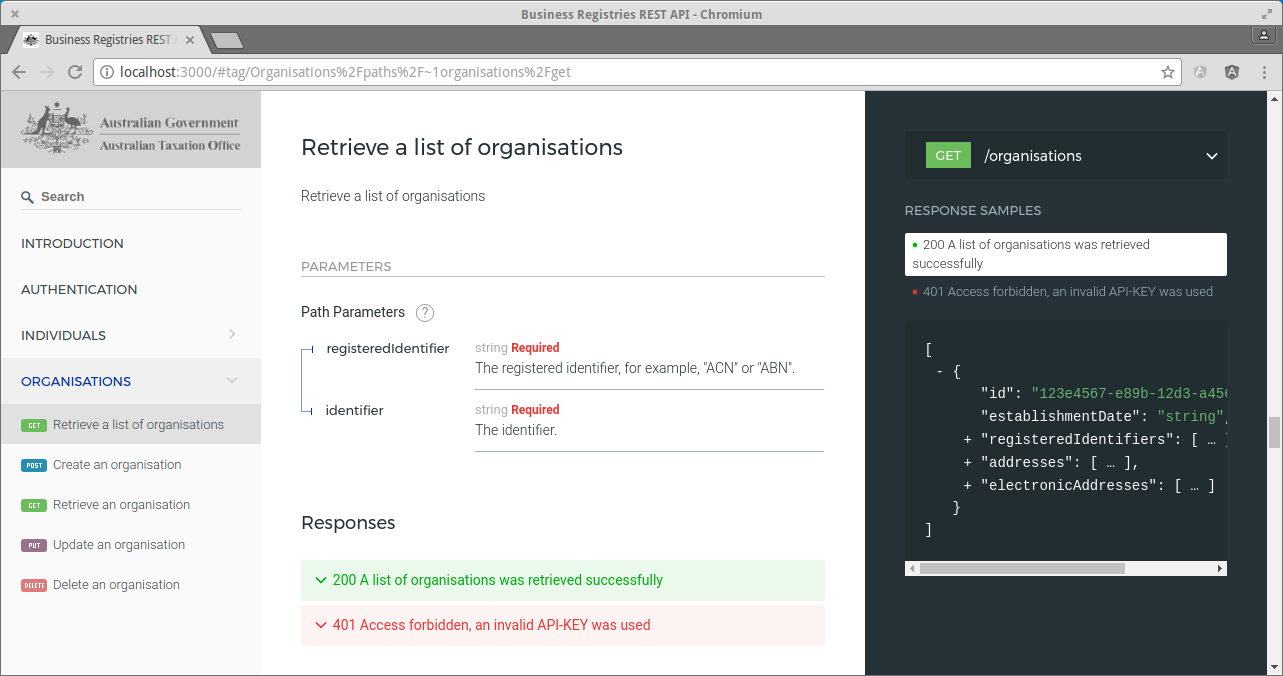 Business Registries REST API - Chromium
Business Registries REST
localhost:3000/#tag/Organisations%2Fpaths%2F~1organisations%2Fget
Australian Government
Australian Taxation Office
Search
INTRODUCTION
AUTHENTICATION
INDIVIDUALS
ORGANISATIONS
GET Retrieve a list of organisations
POST Create an organisation
GET Retrieve an organisation
PUT Update an organisation
DELETE Delete an organisation
Retrieve a list of organisations
Retrieve a list of organisations
PARAMETERS
Path Parameters ?
registeredIdentifier string Required
The registered identifier, for example, "ACN" or "ABN".
identifier string Required
The identifier.
Responses
200 A list of organisations was retrieved successfully
401 Access forbidden, an invalid API-KEY was used
GET /organisations
RESPONSE SAMPLES
200 A list of organisations was retrieved
successfully
401 Access forbidden, an invalid API-KEY was used
[
- {
"id": "123e4567-e89b-12d3-a456
"establishmentDate": "string",
+ "registeredIdentifiers": [ … ]
+ "addresses": [ … ],
+ "electronicAddresses": [ … ]
}
]